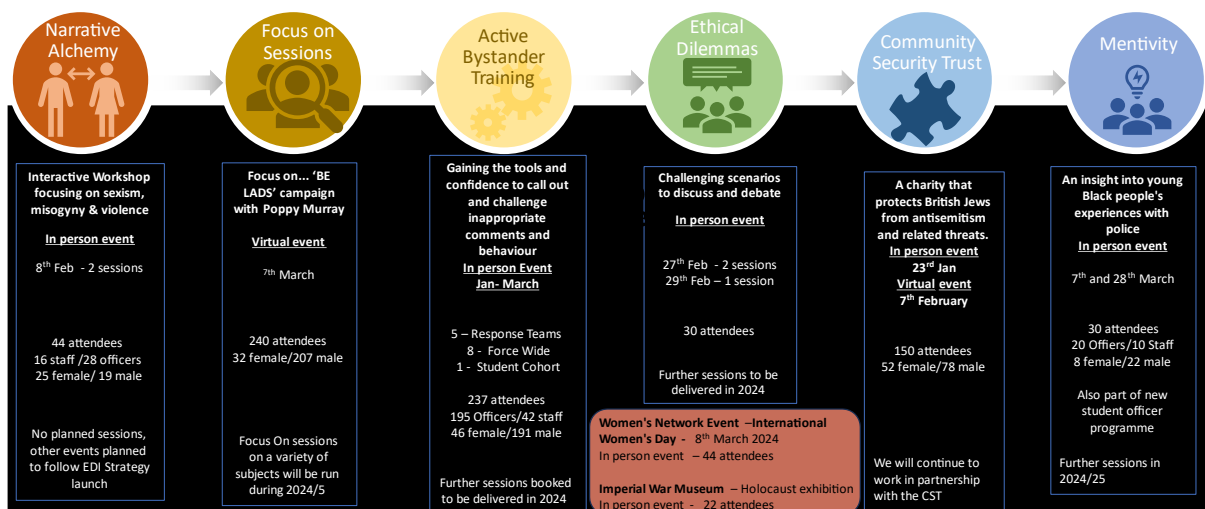 Narrative
Alchemy
Focus on
Sessions
Active
Bystander
Training
Ethical
Dilemmas
Community
Security Trust
Mentivity
Interactive Workshop
focusing on sexism,
misogyny & violence
In person event
8th Feb - 2 sessions
44 attendees
16 staff /28 officers
25 female/ 19 male
No planned sessions,
other events planned
to follow EDI Strategy
launch
Focus on... ‘BE
LADS’ campaign
with Poppy Murray
Virtual event
7th March
240 attendees
32 female/207 male
Focus On sessions
on a variety of
subjects will be run
during 2024/5
Gaining the tools and
confidence to call out
and challenge
inappropriate
comments and
behaviour
In person Event
Jan- March
5 – Response Teams
8 - Force Wide
1 - Student Cohort
237 attendees
195 Officers/42 staff
46 female/191 male
Further sessions booked
to be delivered in 2024
Challenging scenarios
to discuss and debate
In person event
27th Feb - 2 sessions
29th Feb – 1 session
30 attendees
Further sessions to be
delivered in 2024
Women's Network Event –International
Women's Day - 8th March 2024
In person event – 44 attendees
Imperial War Museum – Holocaust exhibition
In person event - 22 attendees
A charity that
protects British Jews
from antisemitism
and related threats.
In person event
23rd Jan
Virtual event
7th February
150 attendees
52 female/78 male
We will continue to
work in partnership
with the CST
An insight into young
Black people's
experiences with
police
In person event
7th and 28th March
30 attendees
20 Offiers/10 Staff
8 female/22 male
Also part of new
student officer
programme
Further sessions in
2024/25